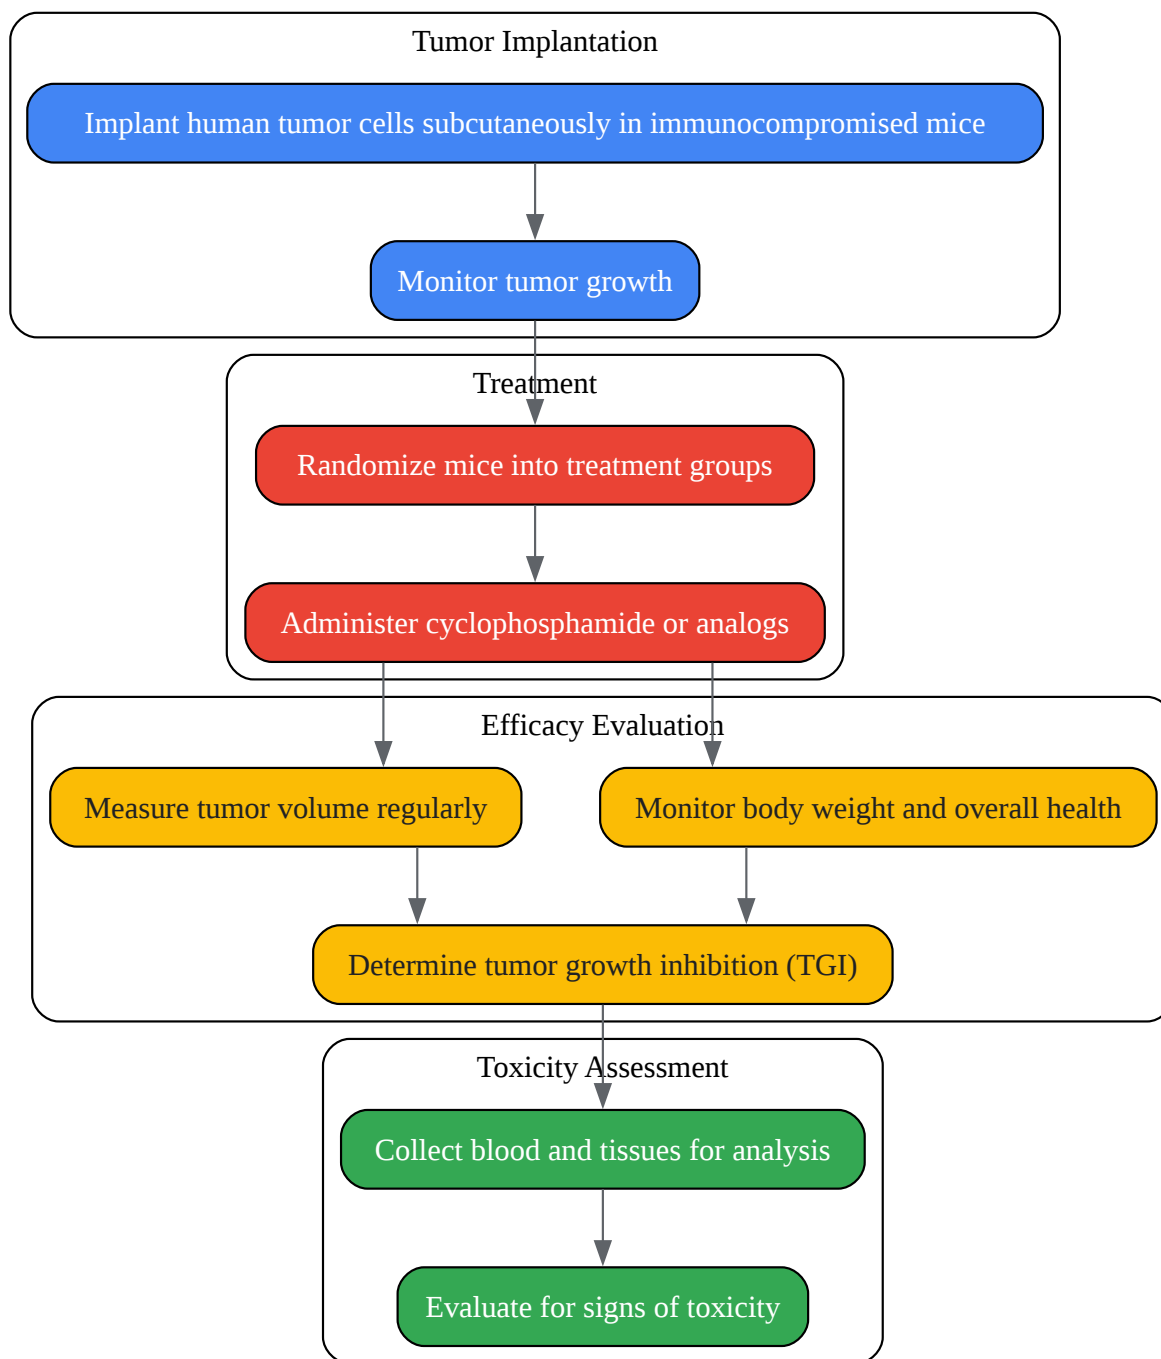 Tumor Implantation
Implant human tumor cells subcutaneously in immunocompromised mice
Monitor tumor growth
Treatment
Randomize mice into treatment groups
Administer cyclophosphamide or analogs
Efficacy Evaluation
Measure tumor volume regularly
Monitor body weight and overall health
Determine tumor growth inhibition (TGI)
Toxicity Assessment
Collect blood and tissues for analysis
Evaluate for signs of toxicity